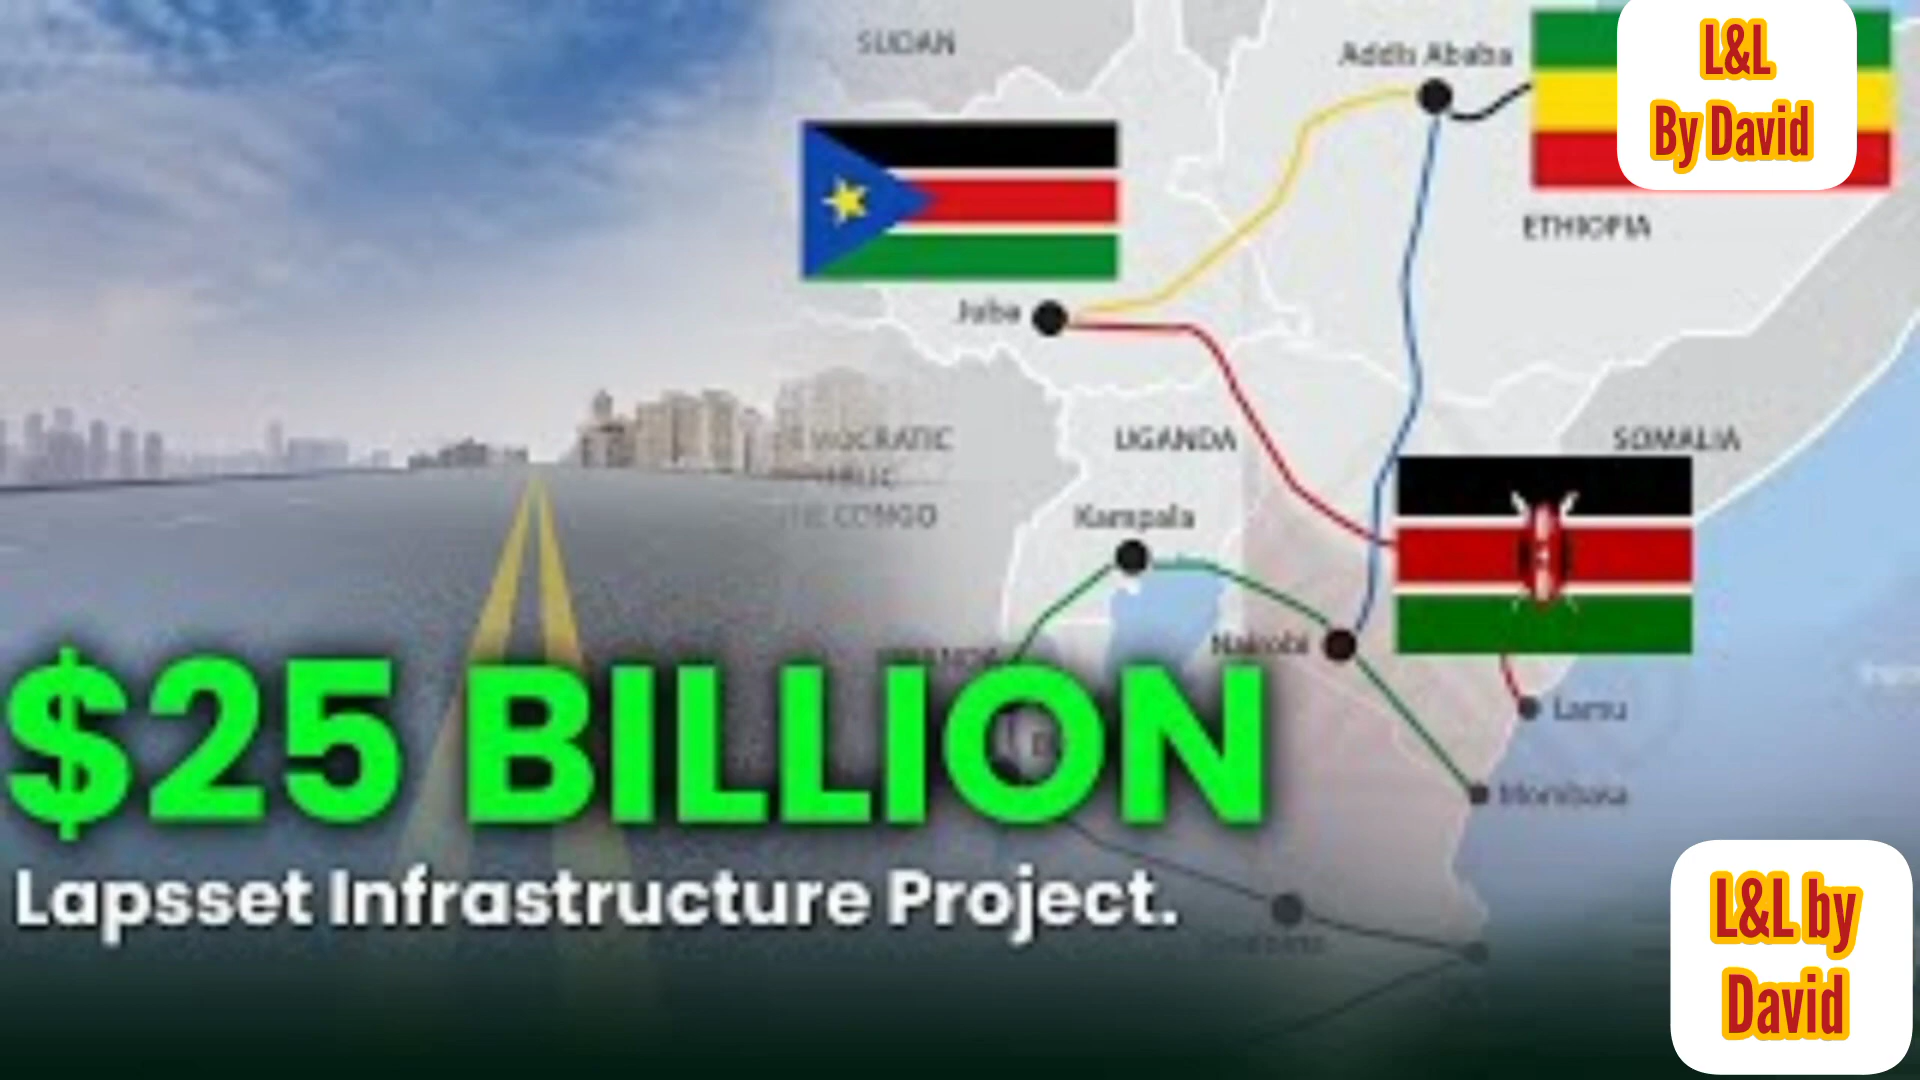 SUDAN
Addis Ababa
L&L
By David
ETHIOPIA
Juba
UGANDA
SOMALIA
CONGO
Kampala
Nairobi
Lamu
Mombasa
$25 BILLION
Lapsset Infrastructure Project.
L&L by
David